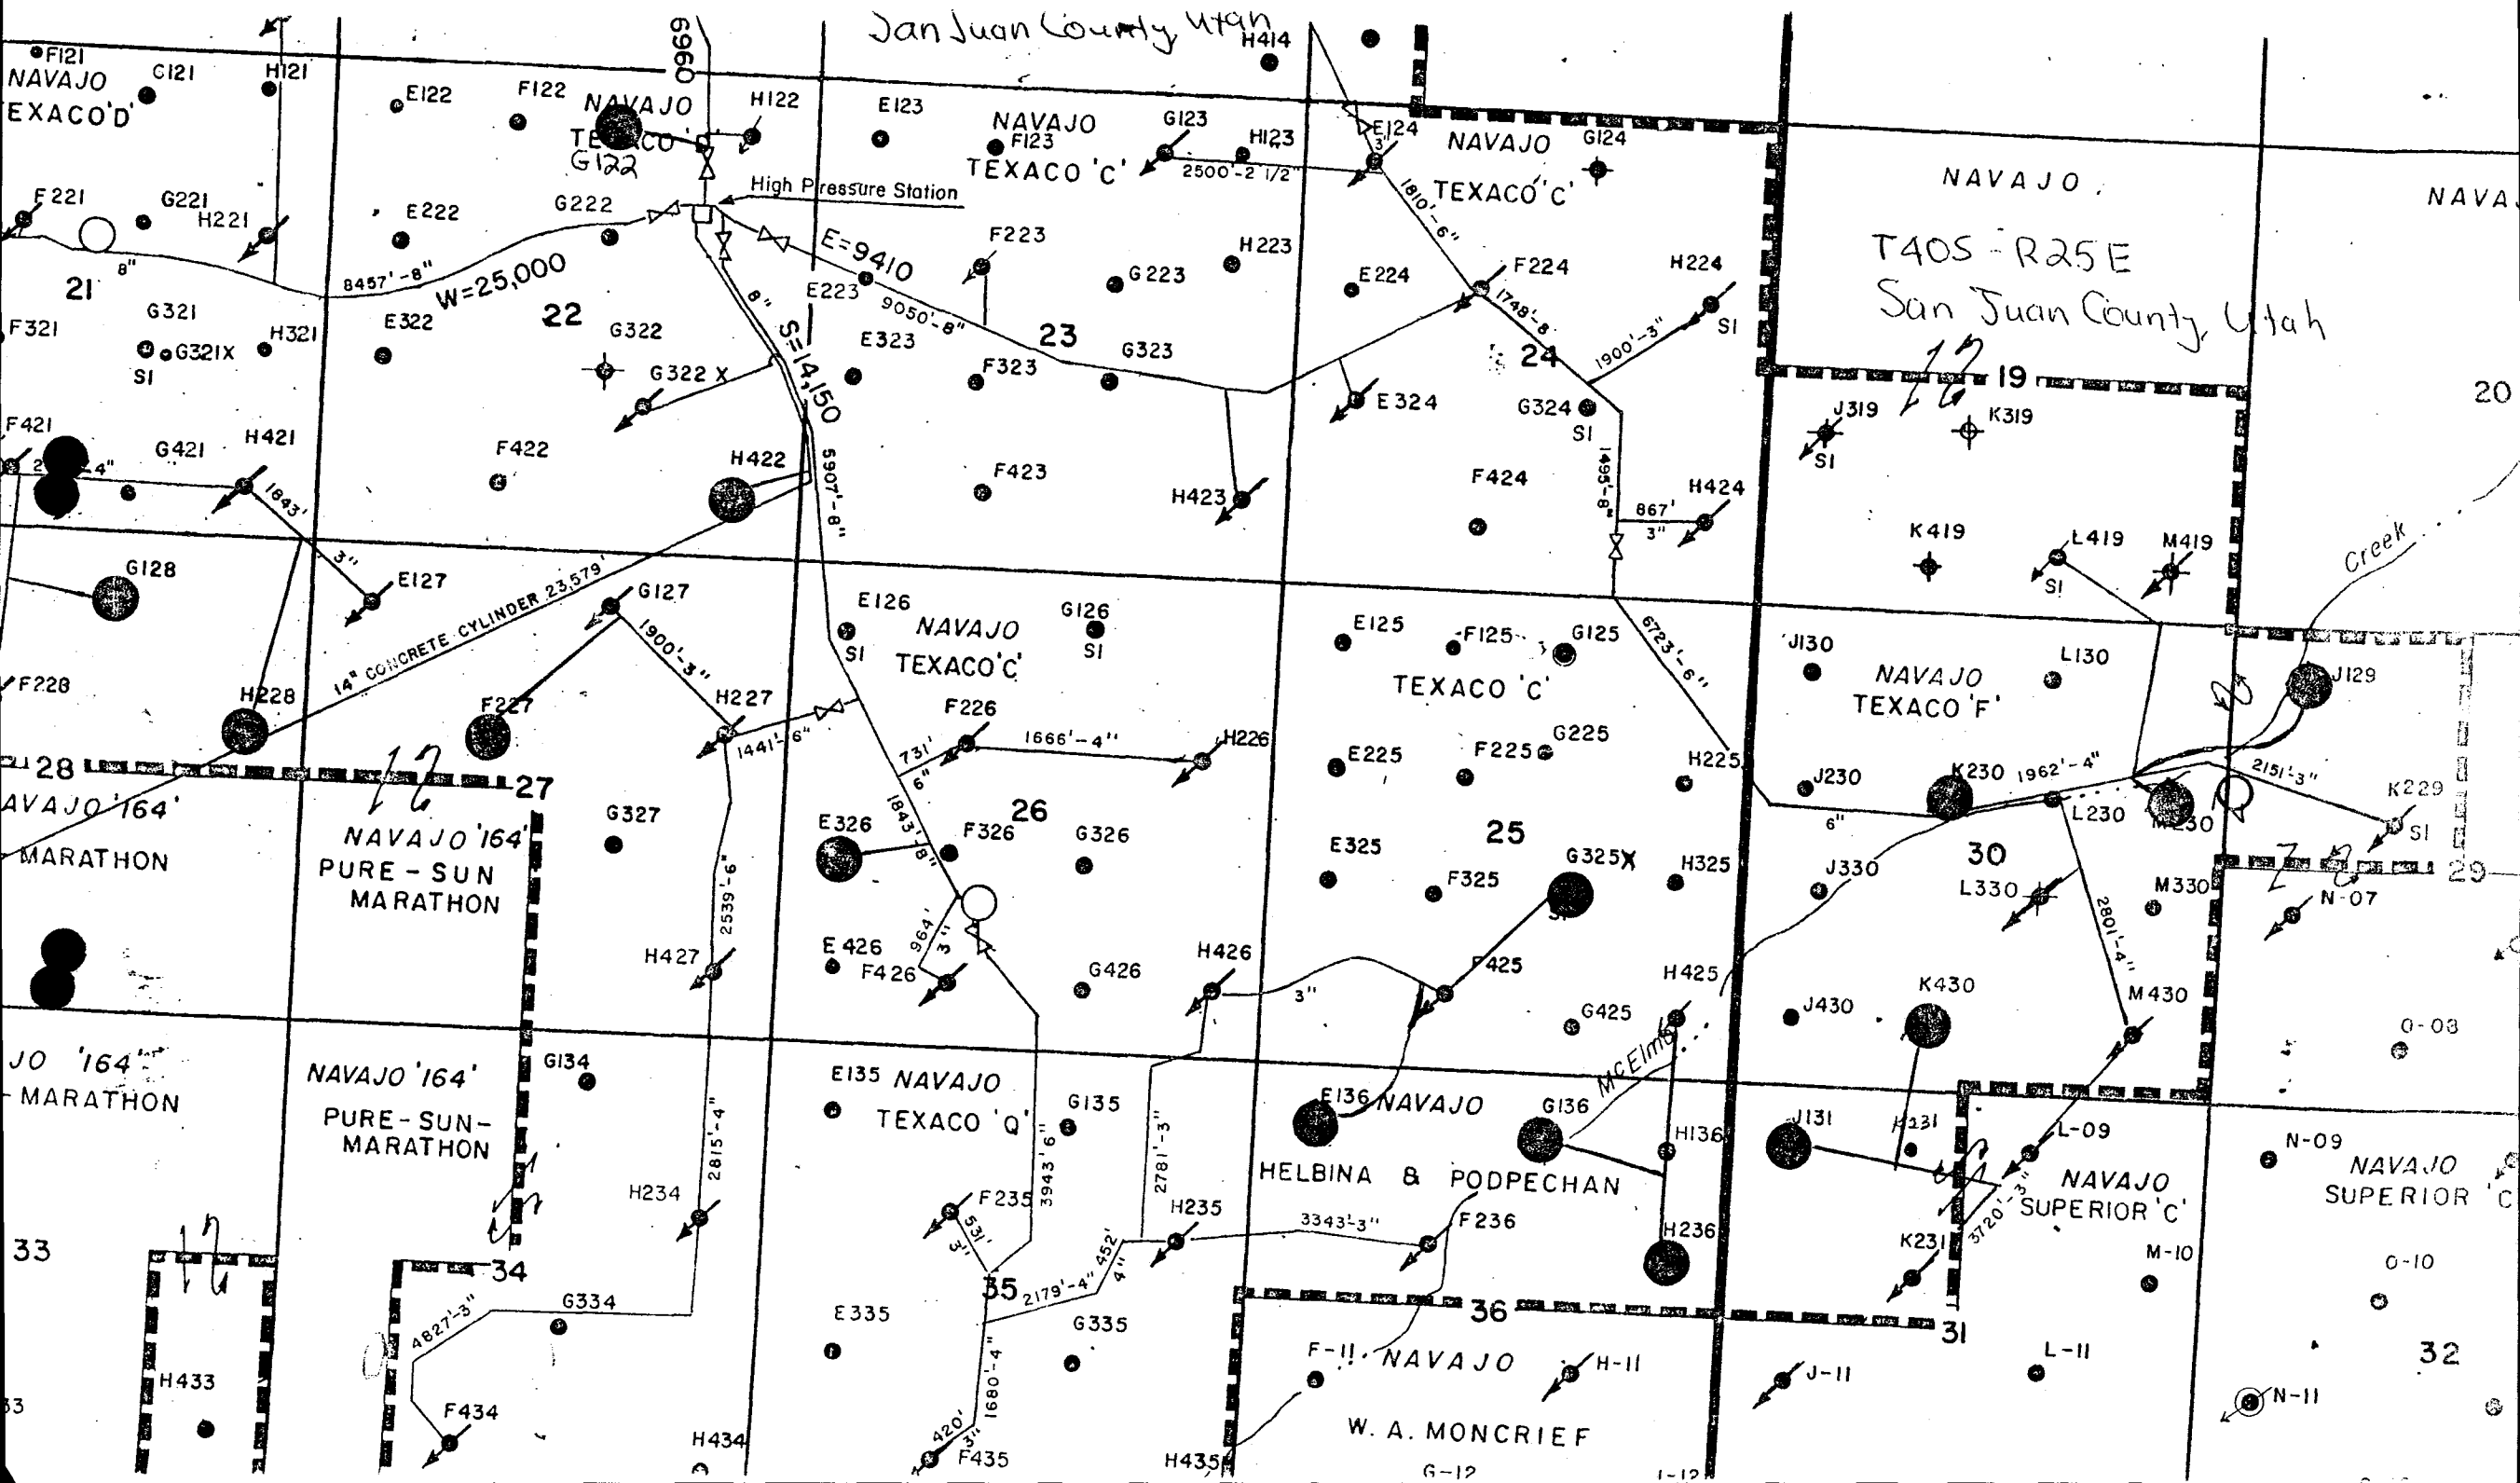 San Juan County, Utah
6960
H414
F121
G121
H121
NAVAJO
TEXACO 'D'
E122
F122
NAVAJO
H122
G122
E123
NAVAJO
F123
TEXACO 'C'
G123
H123
2500'-2 1/2"
E124
3"
NAVAJO
G124
TEXACO 'C'
1810'-6"
NAVAJO
NAVA
T40S - R25E
San Juan County, Utah
High Pressure Station
F221
G221
H221
E222
G222
8"
8457'-8"
W=25,000
E=9410
E223
9050'-8"
F223
G223
H223
E224
F224
H224
1748'-8"
1900'-3"
SI
21
22
23
24
19
20
F321
G321
G321X
SI
H321
E322
G322
G322 X
8"
S=14,150
E323
F323
G323
E324
G324
SI
J319
SI
K319
12
F421
G421
H421
1843'
3"
F422
H422
5907'-8"
F423
H423
F424
1495'-8"
867'
3"
H424
K419
L419
SI
M419
Creek
G128
E127
G127
14" CONCRETE CYLINDER 23,579'
1900'-3"
E126
SI
NAVAJO
TEXACO 'C'
G126
SI
E125
F125
G125
TEXACO 'C'
6723'-6"
J130
NAVAJO
TEXACO 'F'
L130
J129
F228
H228
F227
H227
1441'-6"
F226
731'
6"
1666'-4"
H226
E225
F225
G225
H225
J230
K230
1962'-4"
L230
M230
2151'-3"
K229
SI
6"
28
27
26
25
30
29
12
NAVAJO '164'
MARATHON
NAVAJO '164'
PURE-SUN
MARATHON
G327
2539'-6"
E326
1843'-8"
F326
G326
E325
F325
G325X
SI
H325
J330
L330
M330
N-07
2801'-4"
H427
E426
964'
3"
F426
G426
H426
3"
F425
G425
H425
J430
K430
M430
O-08
JO '164'
-MARATHON
NAVAJO '164'
PURE-SUN-
MARATHON
G134
2815'-4"
E135
NAVAJO
TEXACO 'Q'
G135
3943'6"
2781'-3"
E136
NAVAJO
G136
McElmo
H136
HELBINA & PODPECHAN
J131
K131
L-09
N-09
NAVAJO
SUPERIOR 'C'
NAVAJO
SUPERIOR 'C
3720'-3"
H234
F235
531'
3"
H235
452'
4"
2179'-4"
3343'-3"
F236
H236
K231
M-10
O-10
33
34
35
36
31
32
12
4827'-3"
G334
E335
G335
1680'-4"
H433
F434
H434
420'
3"
F435
H435
F-11
NAVAJO
H-11
J-11
L-11
N-11
W. A. MONCRIEF
G-12
33